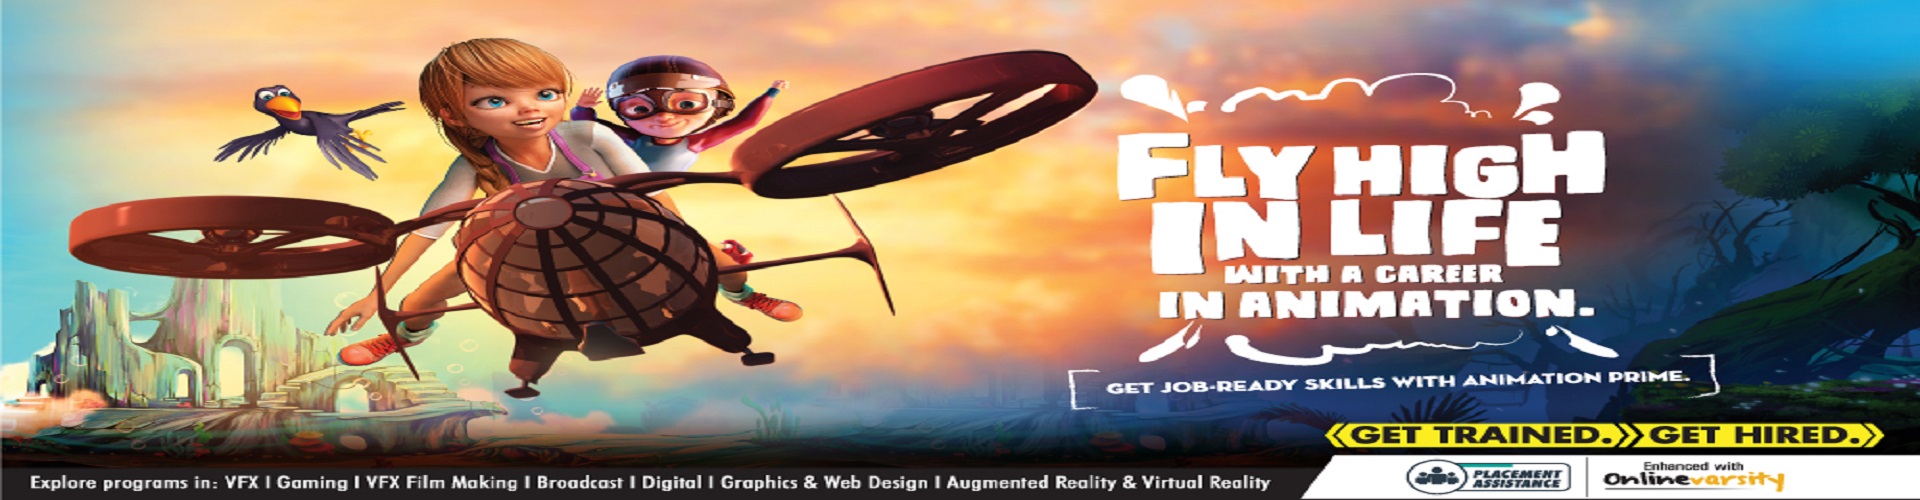 FLY HIGH
IN LIFE
WITH A CAREER
IN ANIMATION.
GET JOB-READY SKILLS WITH ANIMATION PRIME.
GET TRAINED. GET HIRED.
Explore programs in: VFX I Gaming I VFX Film Making I Broadcast I Digital I Graphics & Web Design I Augmented Reality & Virtual Reality
PLACEMENT
ASSISTANCE
Enhanced with
Onlinevarsity